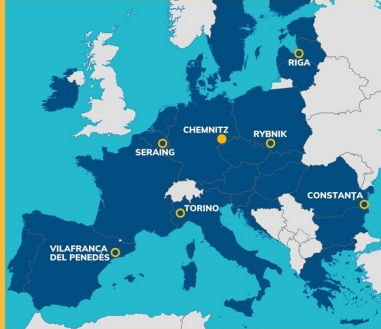 RIGA
CHEMNITZ
RYBNIK
SERAING
CONSTANȚA
TORINO
VILAFRANCA
DEL PENEDÈS